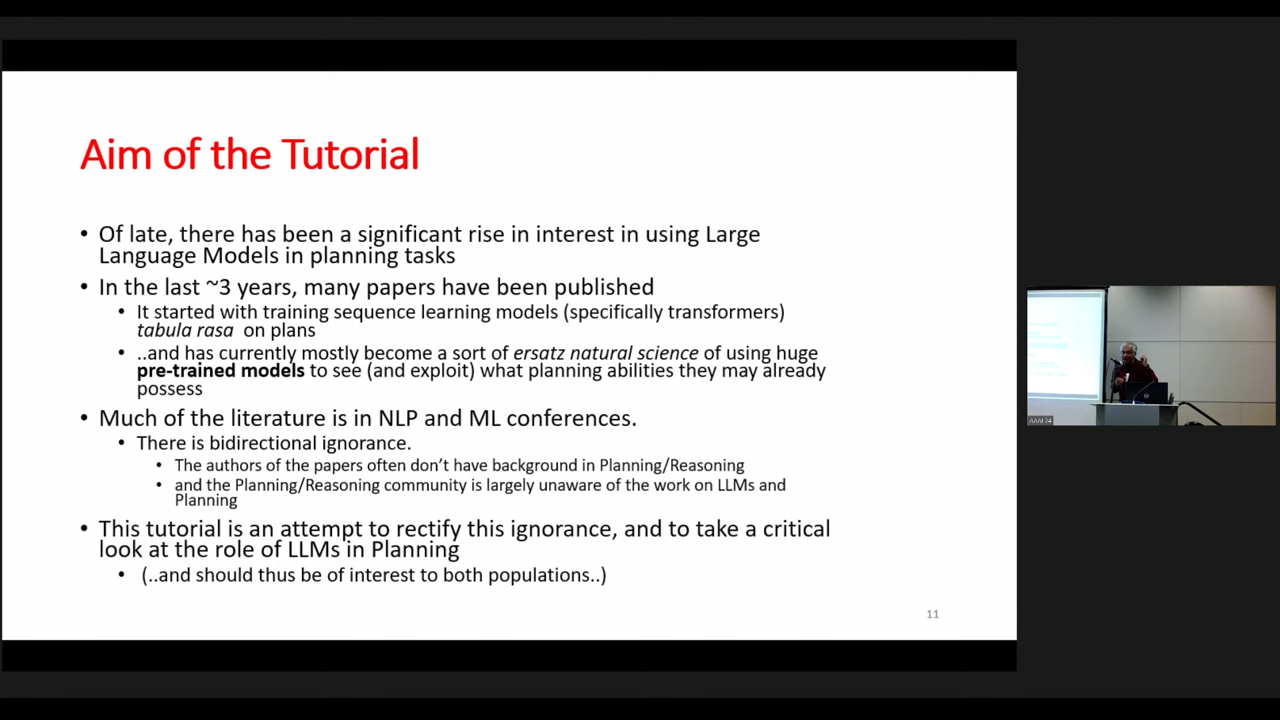 Aim of the Tutorial
• Of late, there has been a significant rise in interest in using Large
Language Models in planning tasks
• In the last ~3 years, many papers have been published
• It started with training sequence learning models (specifically transformers)
tabula rasa on plans
• ..and has currently mostly become a sort of ersatz natural science of using huge
pre-trained models to see (and exploit) what planning abilities they may already
possess
• Much of the literature is in NLP and ML conferences.
• There is bidirectional ignorance.
• The authors of the papers often don’t have background in Planning/Reasoning
• and the Planning/Reasoning community is largely unaware of the work on LLMs and
Planning
• This tutorial is an attempt to rectify this ignorance, and to take a critical
look at the role of LLMs in Planning
• (..and should thus be of interest to both populations..)
11
AAAI 24